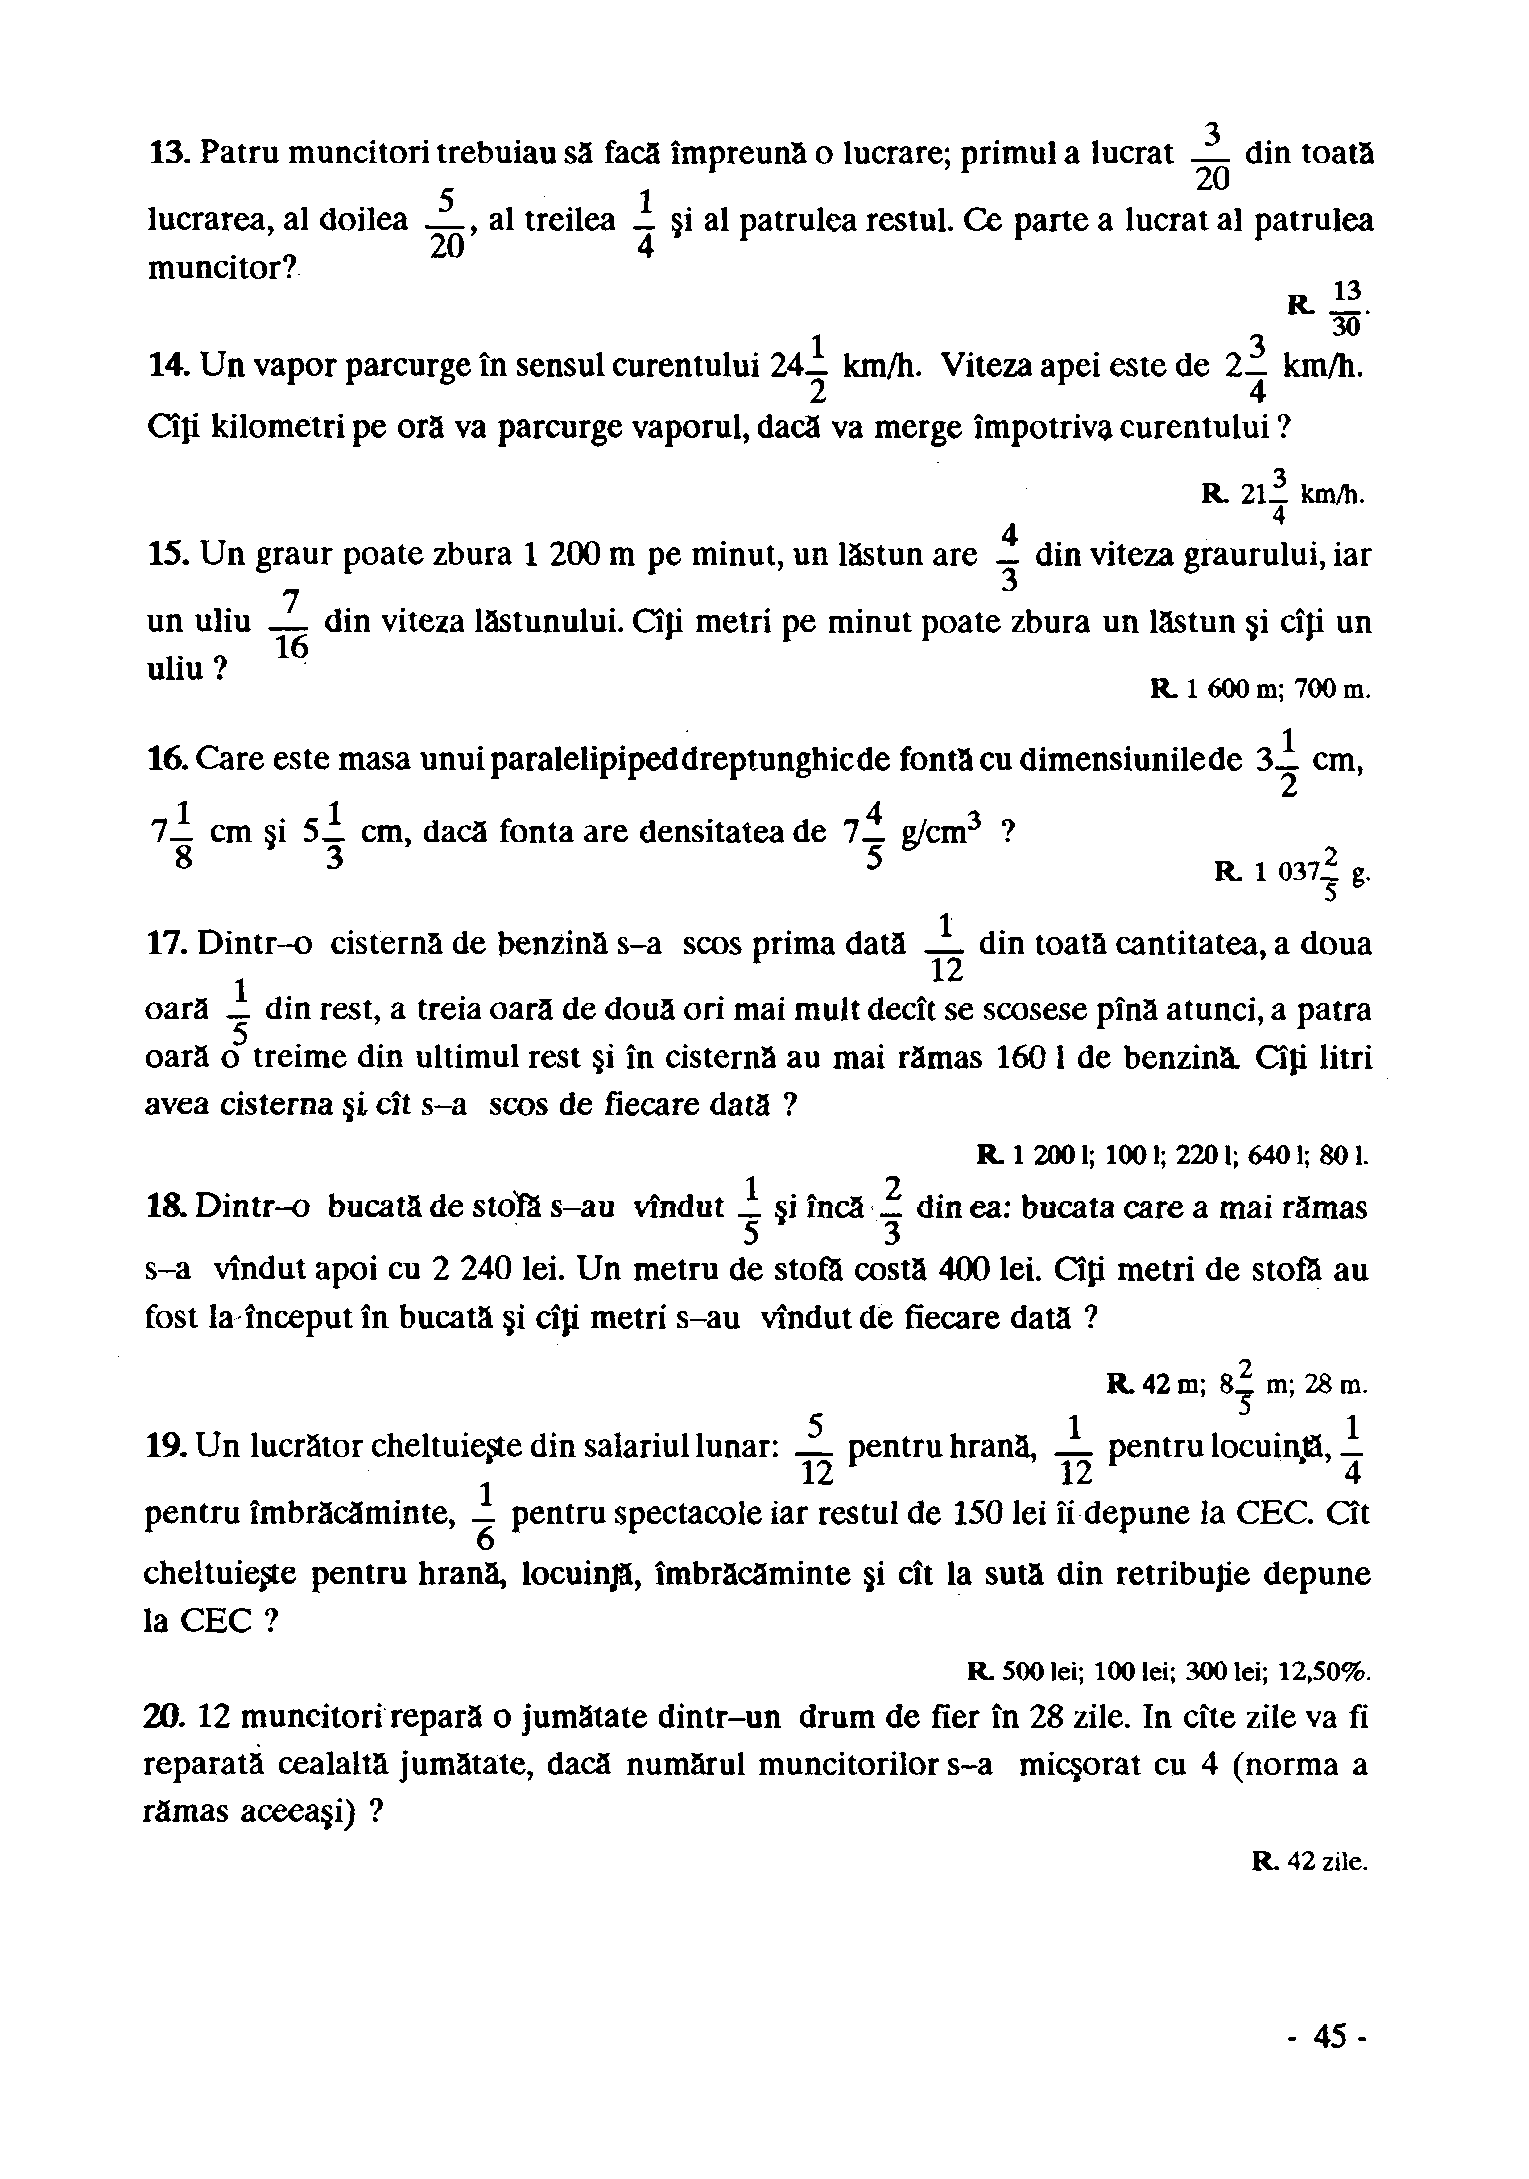 13. Patru muncitori trebuiau să facă împreună o lucrare; primul a lucrat 3/20 din toată
lucrarea, al doilea 5/20, al treilea 1/4 şi al patrulea restul. Ce parte a lucrat al patrulea
muncitor?
R. 13/30.
14. Un vapor parcurge în sensul curentului 24 1/2 km/h. Viteza apei este de 2 3/4 km/h.
Cîţi kilometri pe oră va parcurge vaporul, dacă va merge împotriva curentului ?
R. 21 3/4 km/h.
15. Un graur poate zbura 1 200 m pe minut, un lăstun are 4/3 din viteza graurului, iar
un uliu 7/16 din viteza lăstunului. Cîţi metri pe minut poate zbura un lăstun şi cîţi un
uliu ?
R. 1 600 m; 700 m.
16. Care este masa unui paralelipiped dreptunghic de fontă cu dimensiunile de 3 1/2 cm,
7 1/8 cm şi 5 1/3 cm, dacă fonta are densitatea de 7 4/5 g/cm³ ?
R. 1 037 2/5 g.
17. Dintr–o cisternă de benzină s–a scos prima dată 1/12 din toată cantitatea, a doua
oară 1/5 din rest, a treia oară de două ori mai mult decît se scosese pînă atunci, a patra
oară o treime din ultimul rest şi în cisternă au mai rămas 160 l de benzină. Cîţi litri
avea cisterna şi cît s–a scos de fiecare dată ?
R. 1 200 l; 100 l; 220 l; 640 l; 80 l.
18. Dintr–o bucată de stofă s–au vîndut 1/5 şi încă 2/3 din ea: bucata care a mai rămas
s–a vîndut apoi cu 2 240 lei. Un metru de stofă costă 400 lei. Cîţi metri de stofă au
fost la început în bucată şi cîţi metri s–au vîndut de fiecare dată ?
R. 42 m; 8 2/5 m; 28 m.
19. Un lucrător cheltuieşte din salariul lunar: 5/12 pentru hrană, 1/12 pentru locuinţă, 1/4
pentru îmbrăcăminte, 1/6 pentru spectacole iar restul de 150 lei îi depune la CEC. Cît
cheltuieşte pentru hrană, locuinţă, îmbrăcăminte şi cît la sută din retribuţie depune
la CEC ?
R. 500 lei; 100 lei; 300 lei; 12,50%.
20. 12 muncitori repară o jumătate dintr–un drum de fier în 28 zile. In cîte zile va fi
reparată cealaltă jumătate, dacă numărul muncitorilor s–a micşorat cu 4 (norma a
rămas aceeaşi) ?
R. 42 zile.
- 45 -